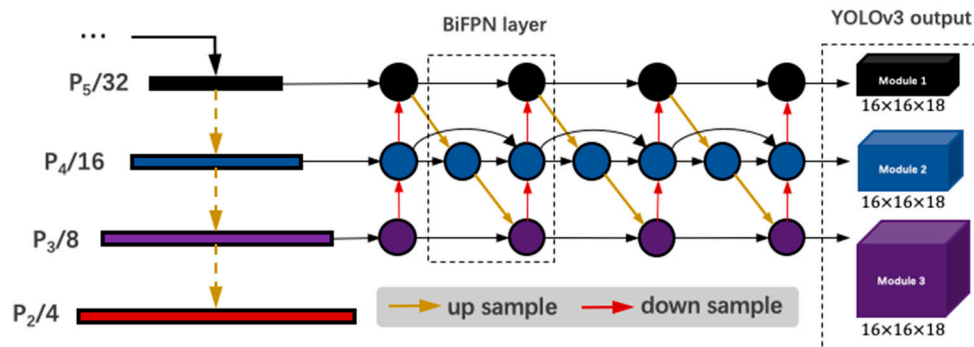 BiFPN layer
YOLOv3 output
...
P5/32
Module 1
16×16×18
P4/16
Module 2
16×16×18
P3/8
Module 3
16×16×18
P2/4
up sample
down sample